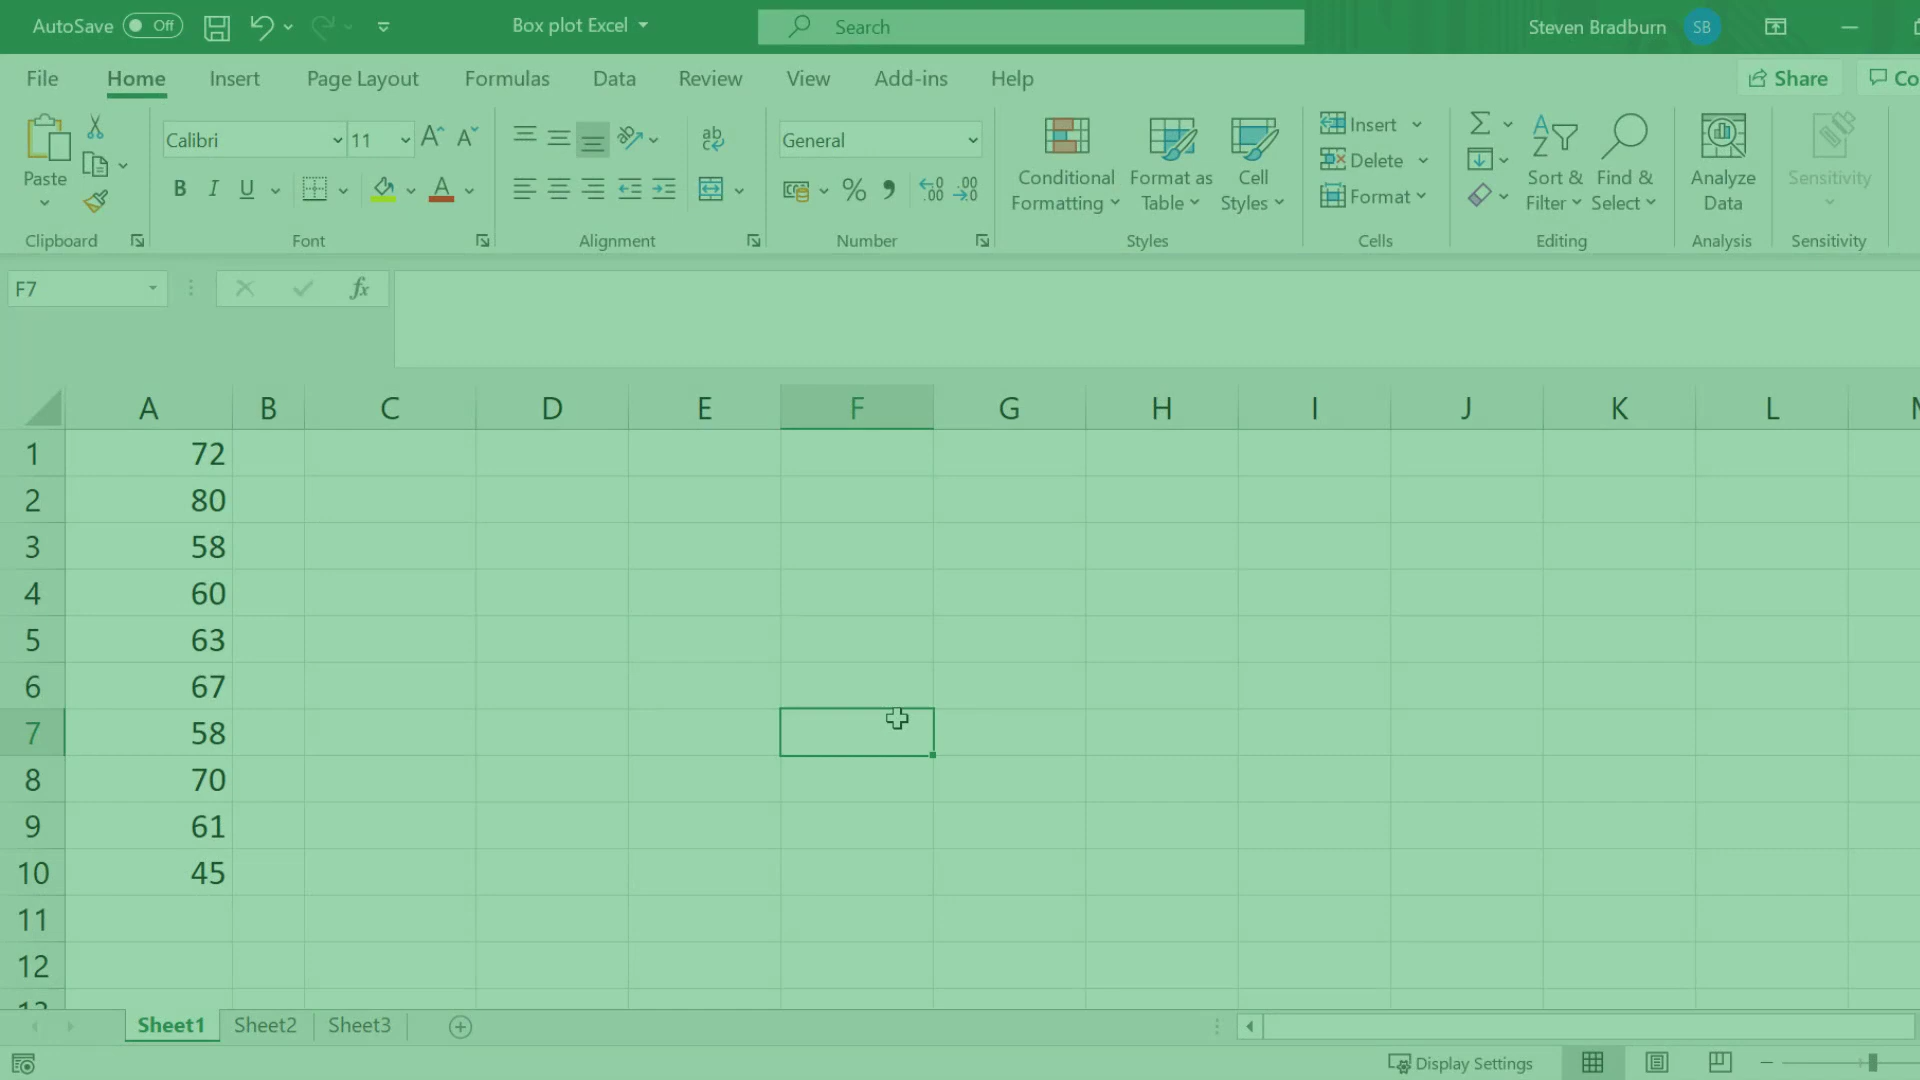 AutoSave Off
Box plot Excel
Search
Steven Bradburn SB
File Home Insert Page Layout Formulas Data Review View Add-ins Help
Share Co
Paste
Clipboard
Calibri 11
B I U A
Font
ab
Alignment
General
% 
Number
Conditional Formatting
Format as Table
Cell Styles
Styles
Insert
Delete
Format
Cells
Sort & Filter
Find & Select
Editing
Analyze Data
Analysis
Sensitivity
Sensitivity
F7 fx
A B C D E F G H I J K L
1 72
2 80
3 58
4 60
5 63
6 67
7 58
8 70
9 61
10 45
11
12
Sheet1 Sheet2 Sheet3
Display Settings